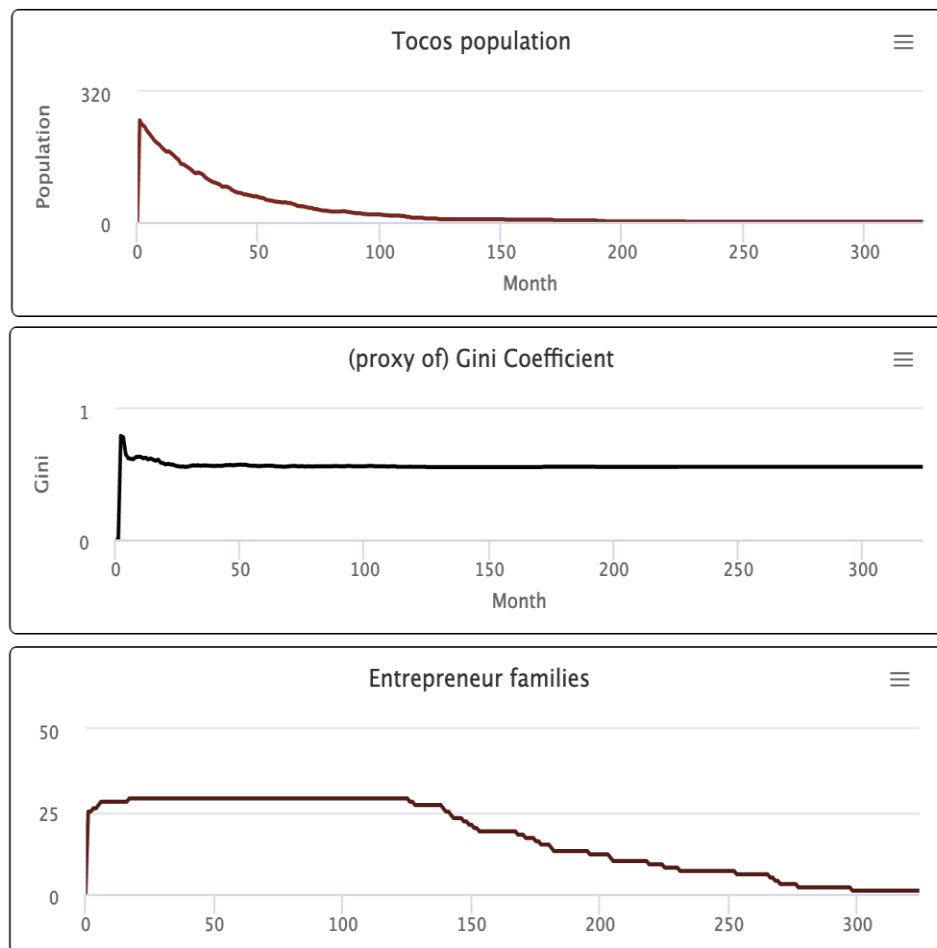 Tocos population
320
Population
0
0 50 100 150 200 250 300
Month
(proxy of) Gini Coefficient
1
Gini
0
0 50 100 150 200 250 300
Month
Entrepreneur families
50
25
0
0 50 100 150 200 250 300